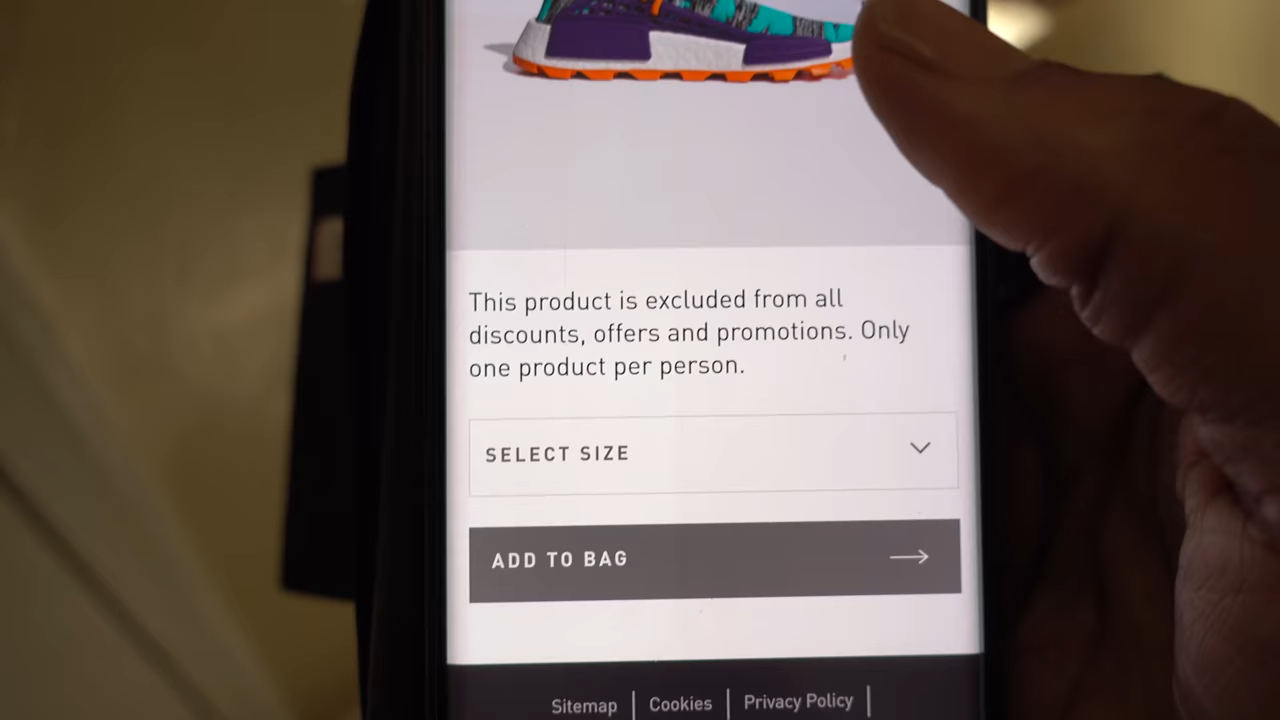 This product is excluded from all
discounts, offers and promotions. Only
one product per person.
SELECT SIZE
ADD TO BAG
Sitemap | Cookies | Privacy Policy |